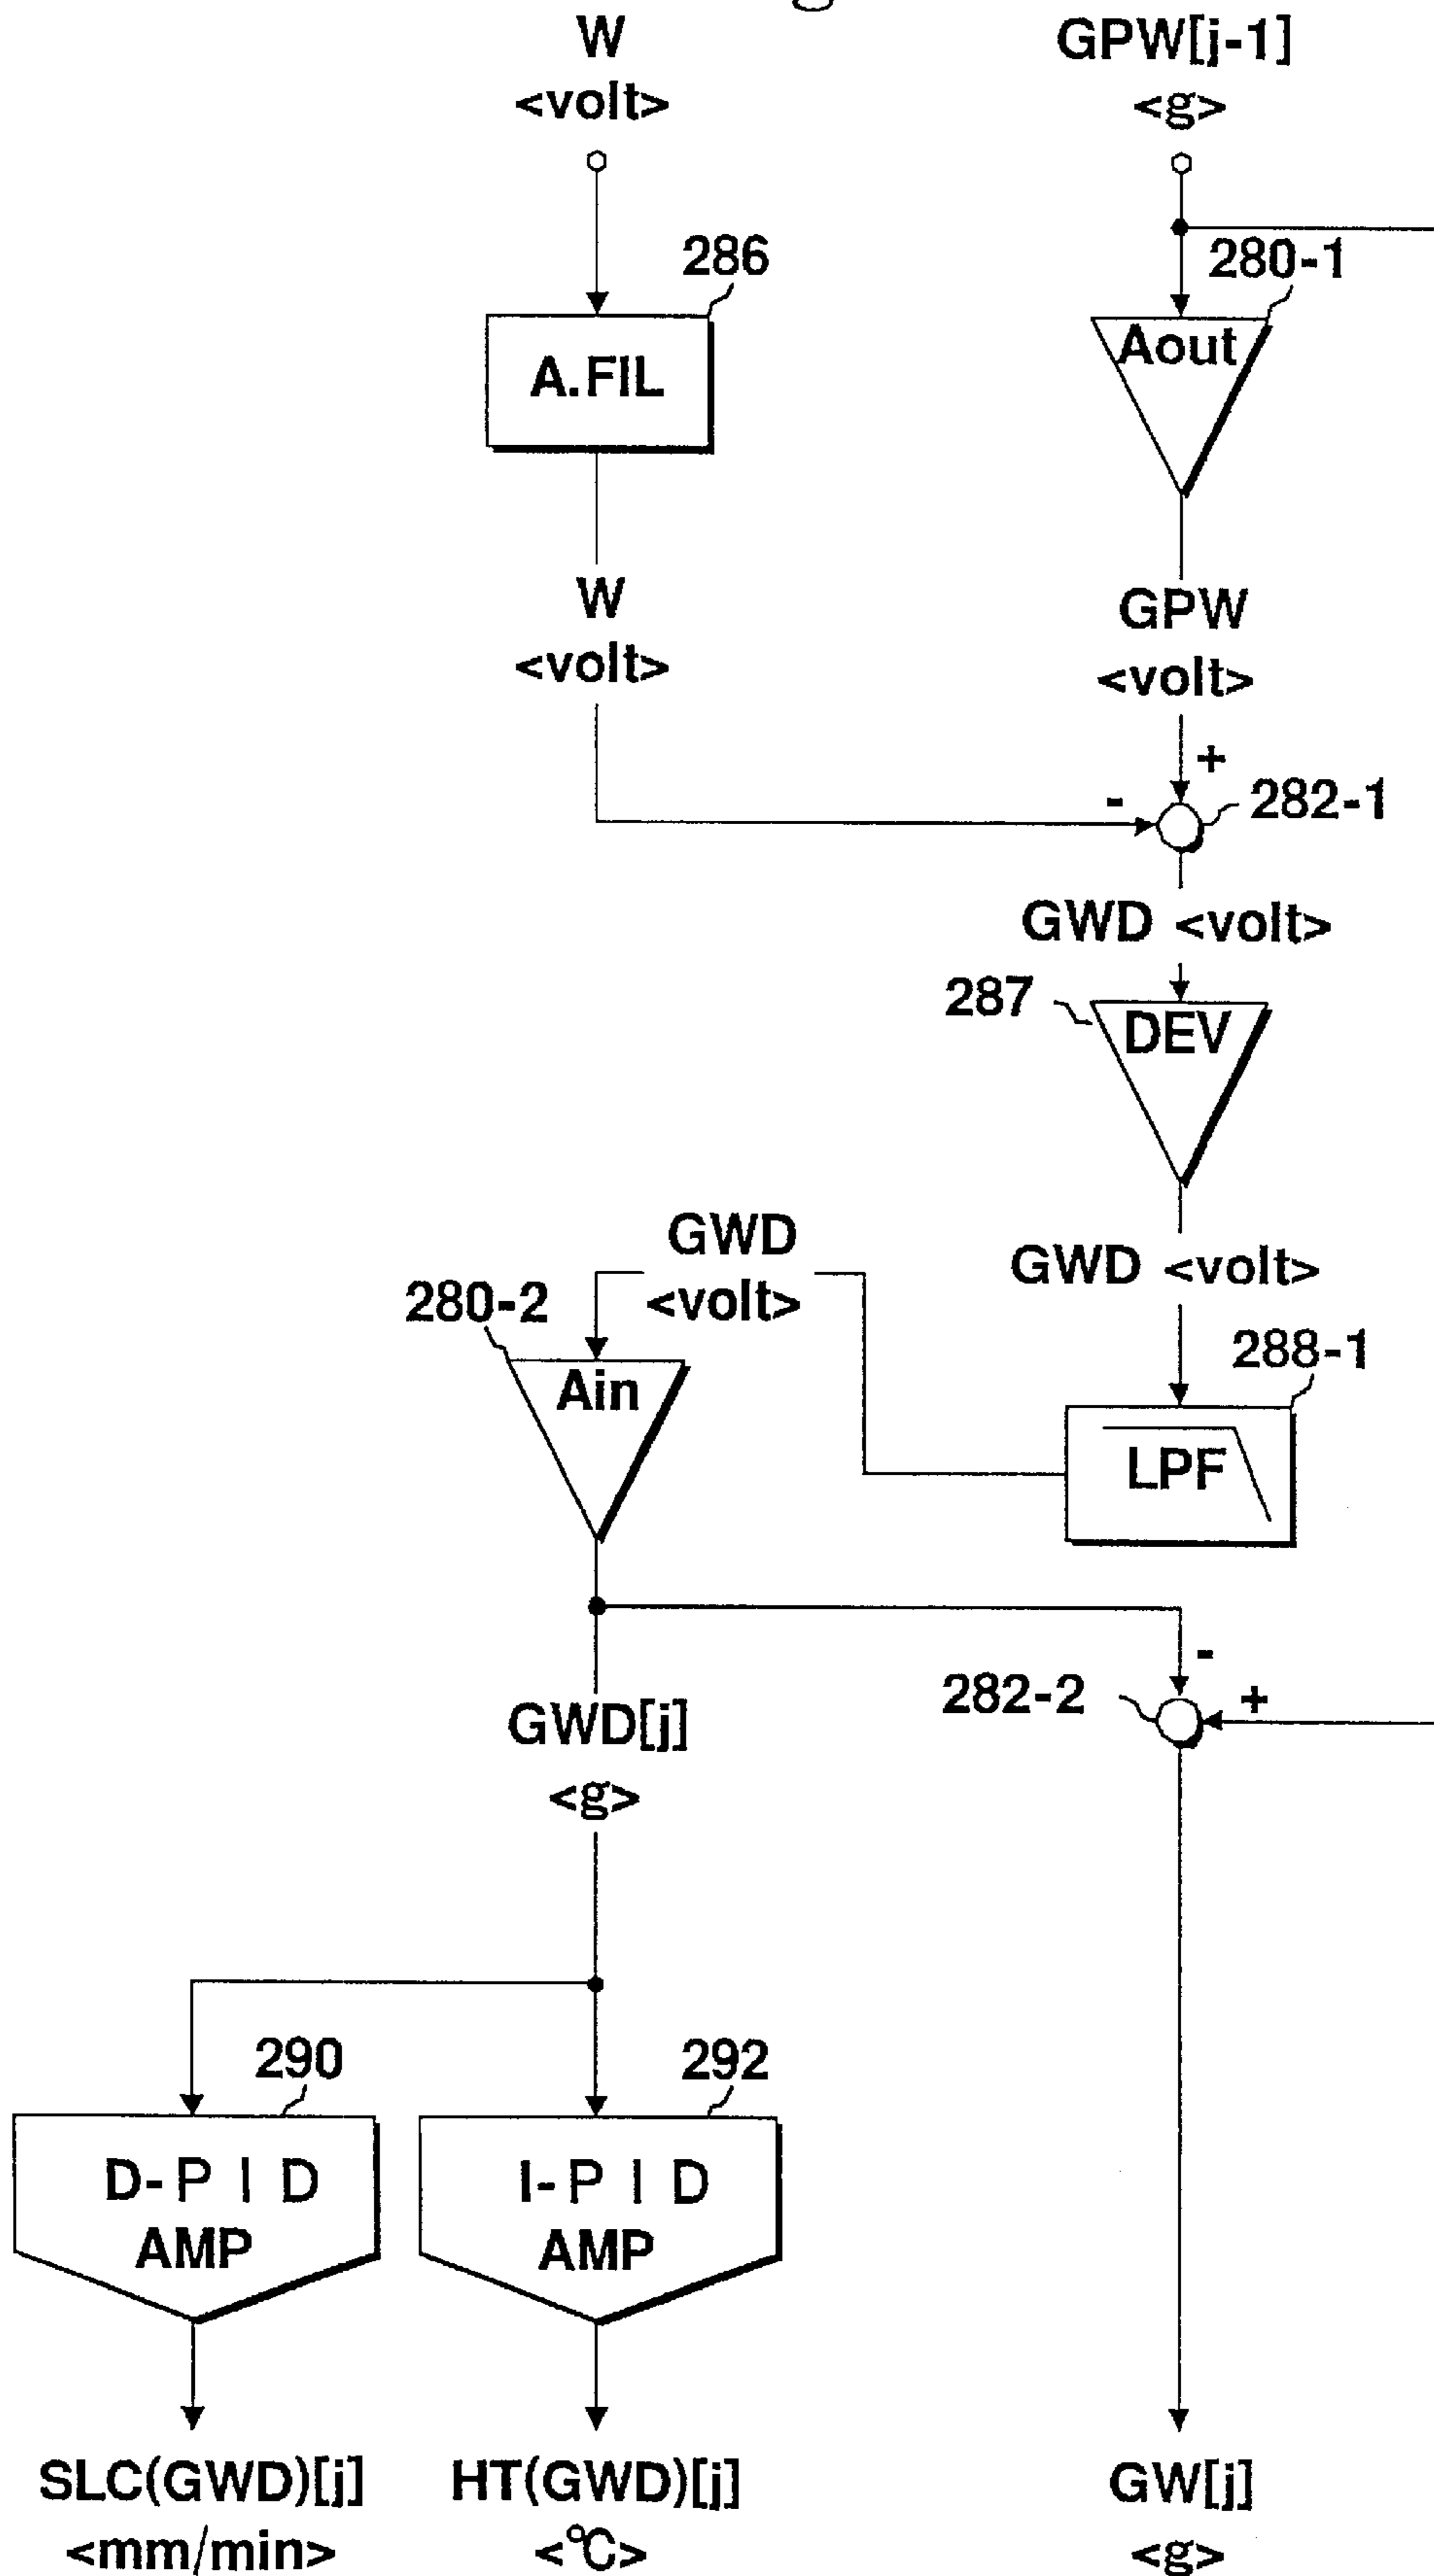 W
<volt>
GPW[j-1]
<g>
286
280-1
A.FIL
Aout
W
<volt>
GPW
<volt>
+
-
282-1
GWD <volt>
287
DEV
GWD
<volt>
GWD <volt>
280-2
288-1
Ain
LPF
-
282-2
+
GWD[j]
<g>
290
292
D-PID
AMP
I-PID
AMP
SLC(GWD)[j]
<mm/min>
HT(GWD)[j]
<℃>
GW[j]
<g>